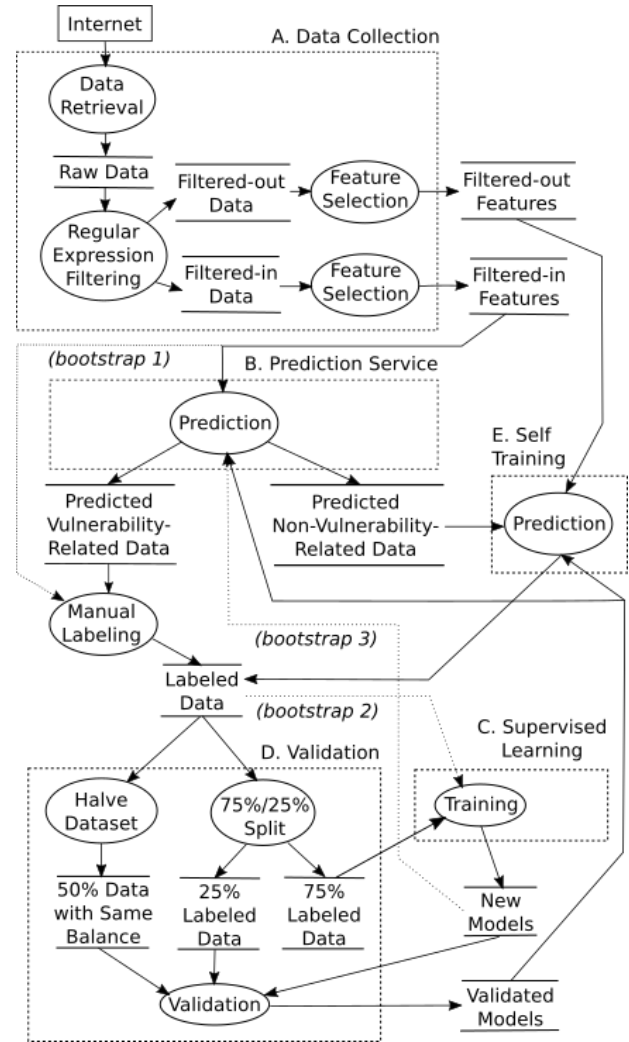 Internet
A. Data Collection
Data
Retrieval
Raw Data
Filtered-out
Data
Feature
Selection
Filtered-out
Features
Regular
Expression
Filtering
Filtered-in
Data
Feature
Selection
Filtered-in
Features
(bootstrap 1)
B. Prediction Service
Prediction
E. Self
Training
Predicted
Vulnerability-
Related Data
Predicted
Non-Vulnerability-
Related Data
Prediction
Manual
Labeling
(bootstrap 3)
Labeled
Data
(bootstrap 2)
C. Supervised
Learning
D. Validation
Halve
Dataset
75%/25%
Split
Training
50% Data
with Same
Balance
25%
Labeled
Data
75%
Labeled
Data
New
Models
Validation
Validated
Models